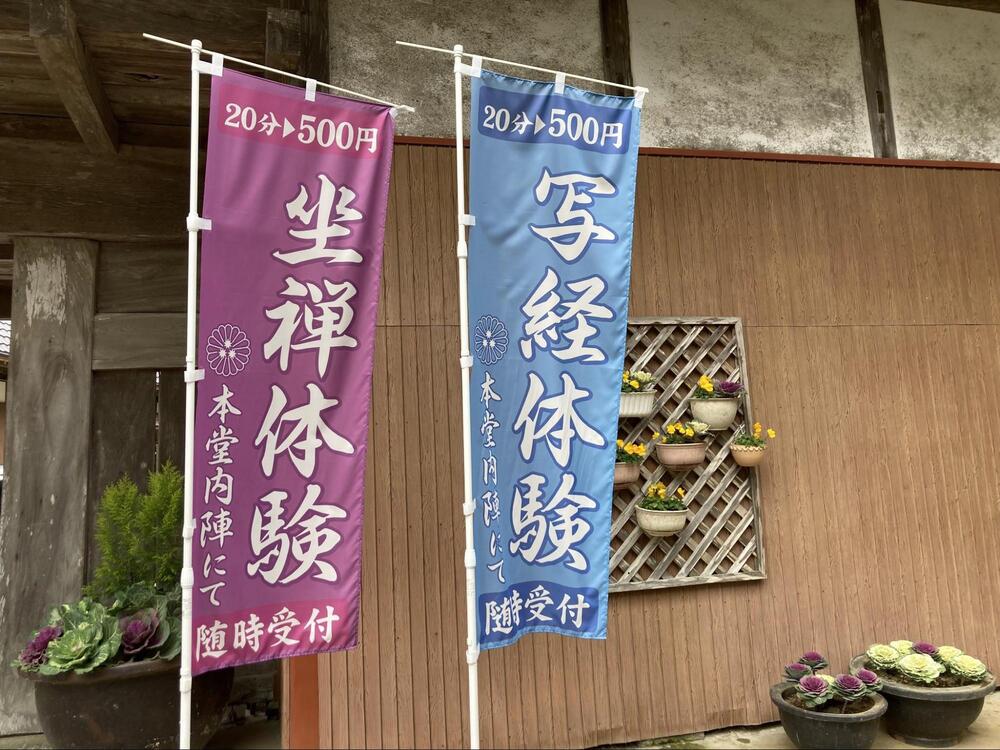 20分▶500円
坐禅体験
本堂内陣にて
随時受付
20分▶500円
写経体験
本堂内陣にて
随時受付